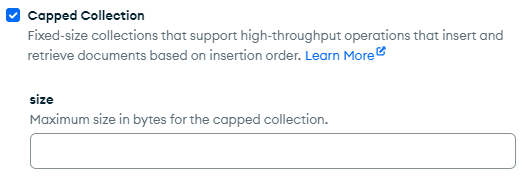 Capped Collection
Fixed-size collections that support high-throughput operations that insert and
retrieve documents based on insertion order. Learn More
size
Maximum size in bytes for the capped collection.